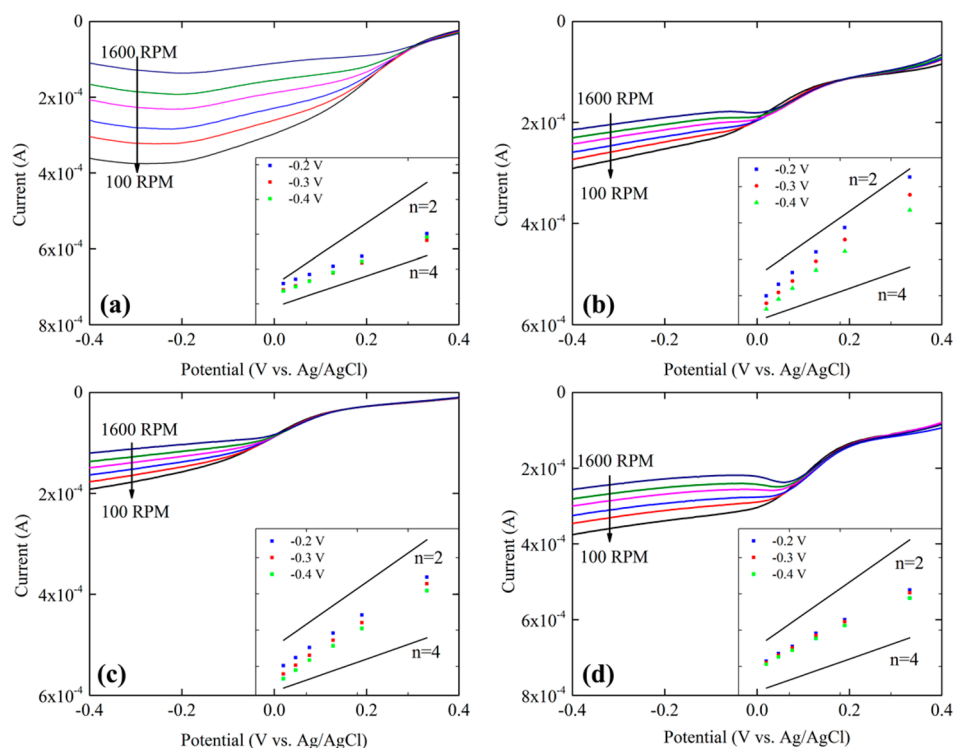 0
2x10⁻⁴
4x10⁻⁴
6x10⁻⁴
8x10⁻⁴
Current (A)
1600 RPM
100 RPM
-0.2 V
-0.3 V
-0.4 V
n=2
n=4
(a)
-0.4 -0.2 0.0 0.2 0.4
Potential (V vs. Ag/AgCl)
0
2x10⁻⁴
4x10⁻⁴
6x10⁻⁴
Current (A)
1600 RPM
100 RPM
-0.2 V
-0.3 V
-0.4 V
n=2
n=4
(b)
-0.4 -0.2 0.0 0.2 0.4
Potential (V vs. Ag/AgCl)
0
2x10⁻⁴
4x10⁻⁴
6x10⁻⁴
Current (A)
1600 RPM
100 RPM
-0.2 V
-0.3 V
-0.4 V
n=2
n=4
(c)
-0.4 -0.2 0.0 0.2 0.4
Potential (V vs. Ag/AgCl)
0
2x10⁻⁴
4x10⁻⁴
6x10⁻⁴
8x10⁻⁴
Current (A)
1600 RPM
100 RPM
-0.2 V
-0.3 V
-0.4 V
n=2
n=4
(d)
-0.4 -0.2 0.0 0.2 0.4
Potential (V vs. Ag/AgCl)